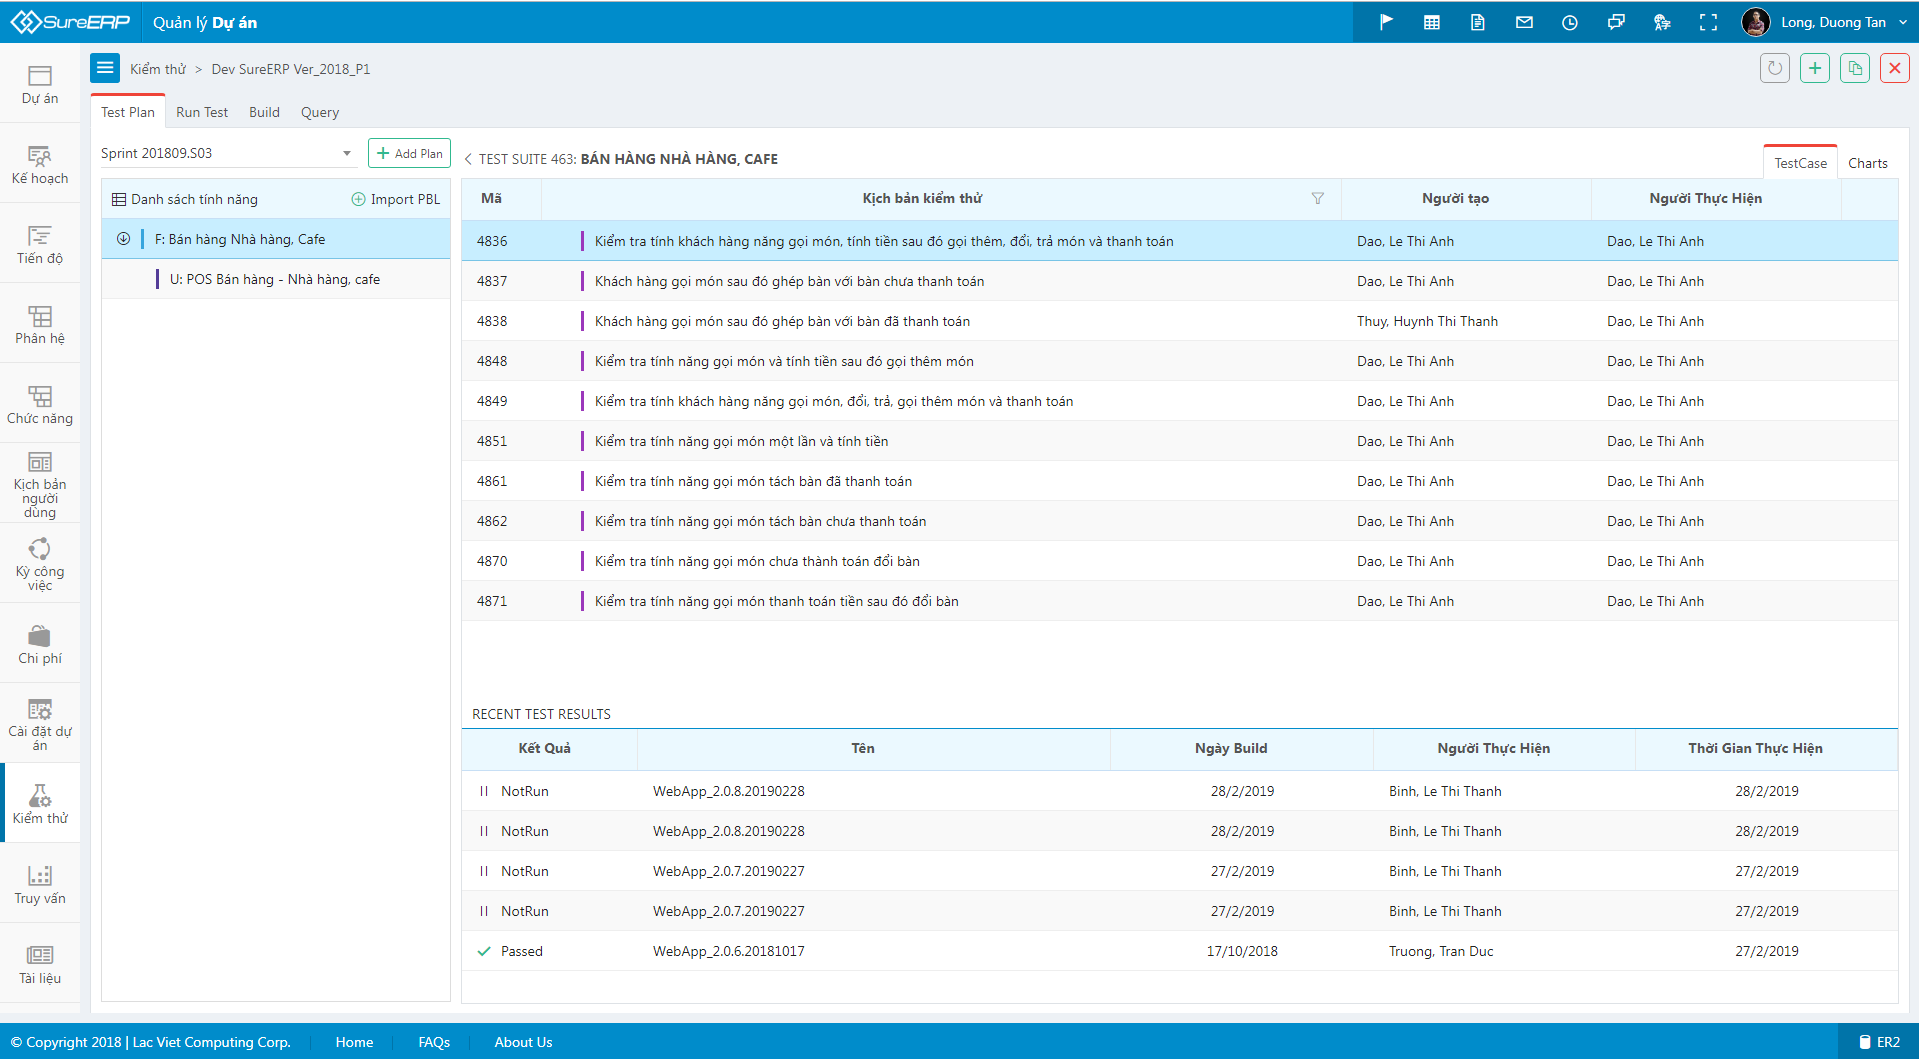 SureERP
Quản lý Dự án
Long, Duong Tan
Kiểm thử > Dev SureERP Ver_2018_P1
Dự án
Kế hoạch
Tiến độ
Phân hệ
Chức năng
Kịch bản
người
dùng
Kỳ công
việc
Chi phí
Cài đặt dự
án
Kiểm thử
Truy vấn
Tài liệu
Test Plan Run Test Build Query
Sprint 201809.S03
Add Plan
Danh sách tính năng
Import PBL
F: Bán hàng Nhà hàng, Cafe
U: POS Bán hàng - Nhà hàng, cafe
TEST SUITE 463: BÁN HÀNG NHÀ HÀNG, CAFE
TestCase Charts
Mã Kịch bản kiểm thử Người tạo Người Thực Hiện
4836 Kiểm tra tính khách hàng năng gọi món, tính tiền sau đó gọi thêm, đổi, trả món và thanh toán Dao, Le Thi Anh Dao, Le Thi Anh
4837 Khách hàng gọi món sau đó ghép bàn với bàn chưa thanh toán Dao, Le Thi Anh Dao, Le Thi Anh
4838 Khách hàng gọi món sau đó ghép bàn với bàn đã thanh toán Thuy, Huynh Thi Thanh Dao, Le Thi Anh
4848 Kiểm tra tính năng gọi món và tính tiền sau đó gọi thêm món Dao, Le Thi Anh Dao, Le Thi Anh
4849 Kiểm tra tính khách hàng năng gọi món, đổi, trả, gọi thêm món và thanh toán Dao, Le Thi Anh Dao, Le Thi Anh
4851 Kiểm tra tính năng gọi món một lần và tính tiền Dao, Le Thi Anh Dao, Le Thi Anh
4861 Kiểm tra tính năng gọi món tách bàn đã thanh toán Dao, Le Thi Anh Dao, Le Thi Anh
4862 Kiểm tra tính năng gọi món tách bàn chưa thanh toán Dao, Le Thi Anh Dao, Le Thi Anh
4870 Kiểm tra tính năng gọi món chưa thành toán đổi bàn Dao, Le Thi Anh Dao, Le Thi Anh
4871 Kiểm tra tính năng gọi món thanh toán tiền sau đó đổi bàn Dao, Le Thi Anh Dao, Le Thi Anh
RECENT TEST RESULTS
Kết Quả Tên Ngày Build Người Thực Hiện Thời Gian Thực Hiện
NotRun WebApp_2.0.8.20190228 28/2/2019 Binh, Le Thi Thanh 28/2/2019
NotRun WebApp_2.0.8.20190228 28/2/2019 Binh, Le Thi Thanh 28/2/2019
NotRun WebApp_2.0.7.20190227 27/2/2019 Binh, Le Thi Thanh 27/2/2019
NotRun WebApp_2.0.7.20190227 27/2/2019 Binh, Le Thi Thanh 27/2/2019
Passed WebApp_2.0.6.20181017 17/10/2018 Truong, Tran Duc 27/2/2019
© Copyright 2018 | Lac Viet Computing Corp. Home FAQs About Us ER2